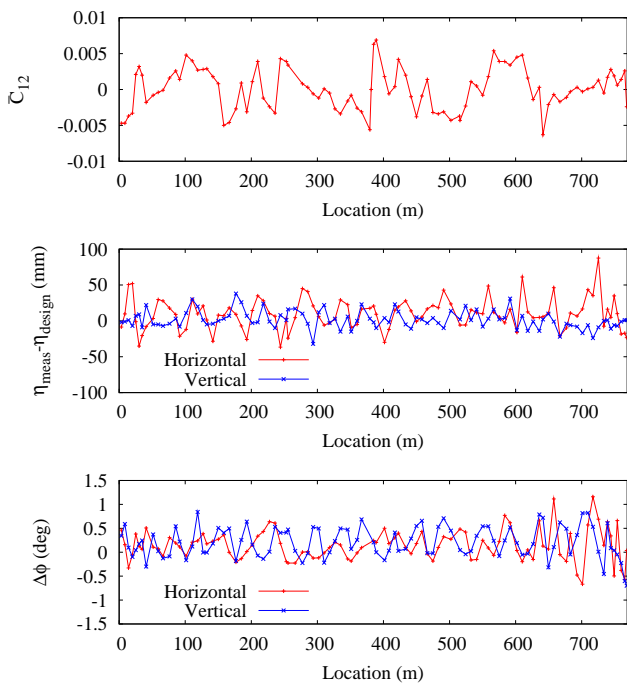 0.01
0.005
0
-0.005
-0.01
C̄12
0 100 200 300 400 500 600 700
Location (m)
100
50
0
-50
-100
ηmeas-ηdesign (mm)
Horizontal
Vertical
0 100 200 300 400 500 600 700
Location (m)
1.5
1
0.5
0
-0.5
-1
-1.5
Δϕ (deg)
Horizontal
Vertical
0 100 200 300 400 500 600 700
Location (m)